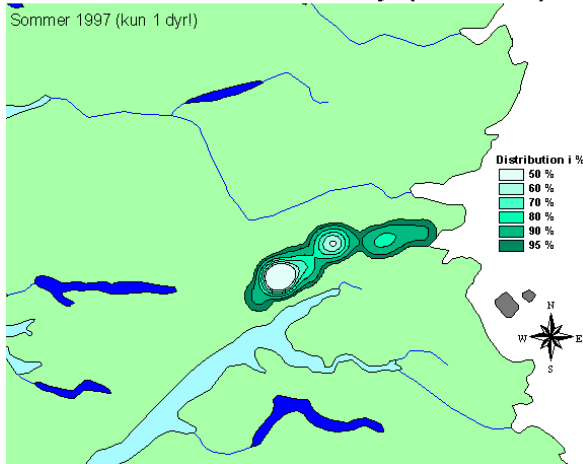 Sommer 1997 (kun 1 dyr!)
Distribution i %
50 %
60 %
70 %
80 %
90 %
95 %
N
W E
S